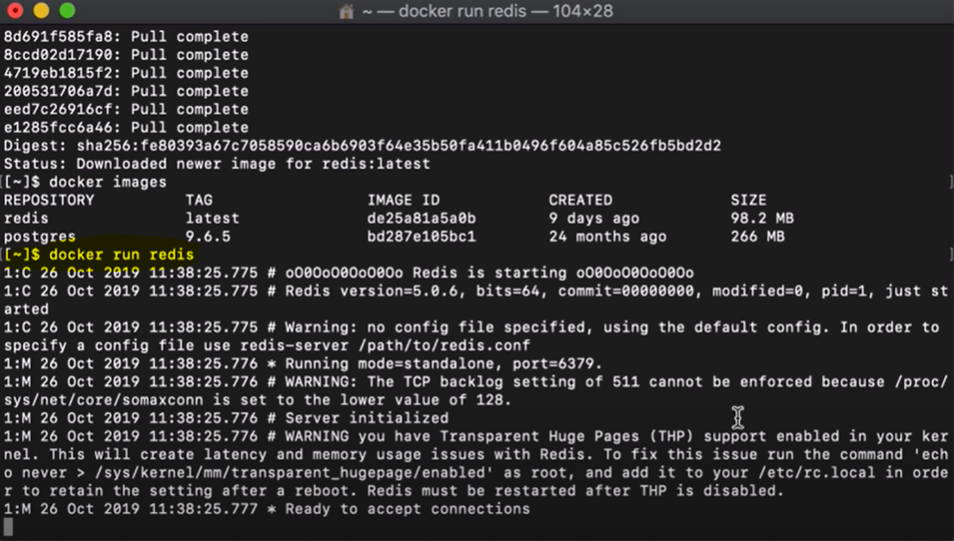 ~ — docker run redis — 104×28
8d691f585fa8: Pull complete
8ccd02d17190: Pull complete
4719eb1815f2: Pull complete
200531706a7d: Pull complete
eed7c26916cf: Pull complete
e1285fcc6a46: Pull complete
Digest: sha256:fe80393a67c7058590ca6b6903f64e35b50fa411b0496f604a85c526fb5bd2d2
Status: Downloaded newer image for redis:latest
[[~]$ docker images ]
REPOSITORY TAG IMAGE ID CREATED SIZE
redis latest de25a81a5a0b 9 days ago 98.2 MB
postgres 9.6.5 bd287e105bc1 24 months ago 266 MB
[[~]$ docker run redis ]
1:C 26 Oct 2019 11:38:25.775 # oO0OoO0OoO0Oo Redis is starting oO0OoO0OoO0Oo
1:C 26 Oct 2019 11:38:25.775 # Redis version=5.0.6, bits=64, commit=00000000, modified=0, pid=1, just st
arted
1:C 26 Oct 2019 11:38:25.775 # Warning: no config file specified, using the default config. In order to
specify a config file use redis-server /path/to/redis.conf
1:M 26 Oct 2019 11:38:25.776 * Running mode=standalone, port=6379.
1:M 26 Oct 2019 11:38:25.776 # WARNING: The TCP backlog setting of 511 cannot be enforced because /proc/
sys/net/core/somaxconn is set to the lower value of 128.
1:M 26 Oct 2019 11:38:25.776 # Server initialized
1:M 26 Oct 2019 11:38:25.776 # WARNING you have Transparent Huge Pages (THP) support enabled in your ker
nel. This will create latency and memory usage issues with Redis. To fix this issue run the command 'ech
o never > /sys/kernel/mm/transparent_hugepage/enabled' as root, and add it to your /etc/rc.local in orde
r to retain the setting after a reboot. Redis must be restarted after THP is disabled.
1:M 26 Oct 2019 11:38:25.777 * Ready to accept connections